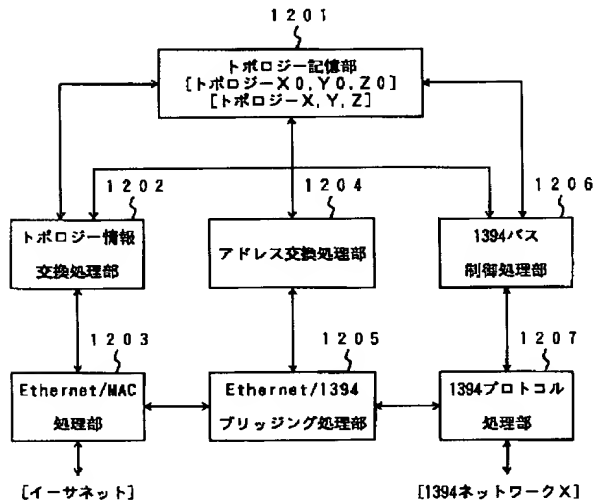 1201
トポロジー記憶部
[トポロジーX0,Y0,Z0]
[トポロジーX,Y,Z]
1202
1204
1206
トポロジー情報
交換処理部
アドレス交換処理部
1394バス
制御処理部
1203
1205
1207
Ethernet/MAC
処理部
Ethernet/1394
ブリッジング処理部
1394プロトコル
処理部
[イーサネット]
[1394ネットワークX]